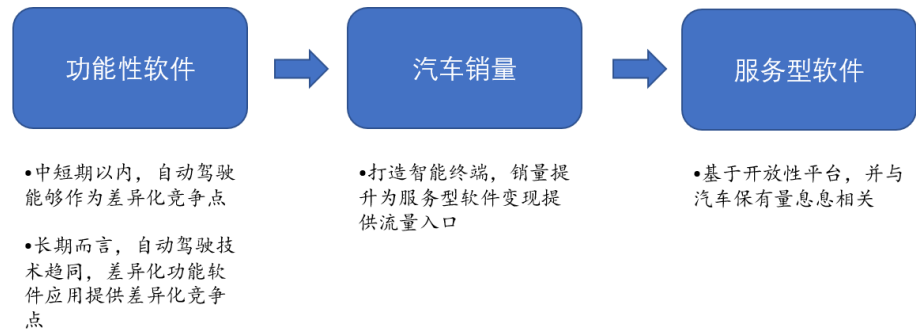 功能性软件
汽车销量
服务型软件
•中短期以内，自动驾驶
能够作为差异化竞争点
•长期而言，自动驾驶技
术趋同，差异化功能软
件应用提供差异化竞争
点
•打造智能终端，销量提
升为服务型软件变现提
供流量入口
•基于开放性平台，并与
汽车保有量息息相关